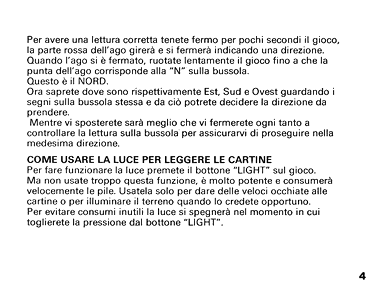 Per avere una lettura corretta tenete fermo per pochi secondi il gioco,
la parte rossa dell'ago girerà e si fermerà indicando una direzione.
Quando l'ago si è fermato, ruotate lentamente il gioco fino a che la
punta dell'ago corrisponde alla "N" sulla bussola.
Questo è il NORD.
Ora saprete dove sono rispettivamente Est, Sud e Ovest guardando i
segni sulla bussola stessa e da ciò potrete decidere la direzione da
prendere.
Mentre vi sposterete sarà meglio che vi fermerete ogni tanto a
controllare la lettura sulla bussola per assicurarvi di proseguire nella
medesima direzione.
COME USARE LA LUCE PER LEGGERE LE CARTINE
Per fare funzionare la luce premete il bottone "LIGHT" sul gioco.
Ma non usate troppo questa funzione, è molto potente e consumerà
velocemente le pile. Usatela solo per dare delle veloci occhiate alle
cartine o per illuminare il terreno quando lo credete opportuno.
Per evitare consumi inutili la luce si spegnerà nel momento in cui
toglierete la pressione dal bottone "LIGHT".
4